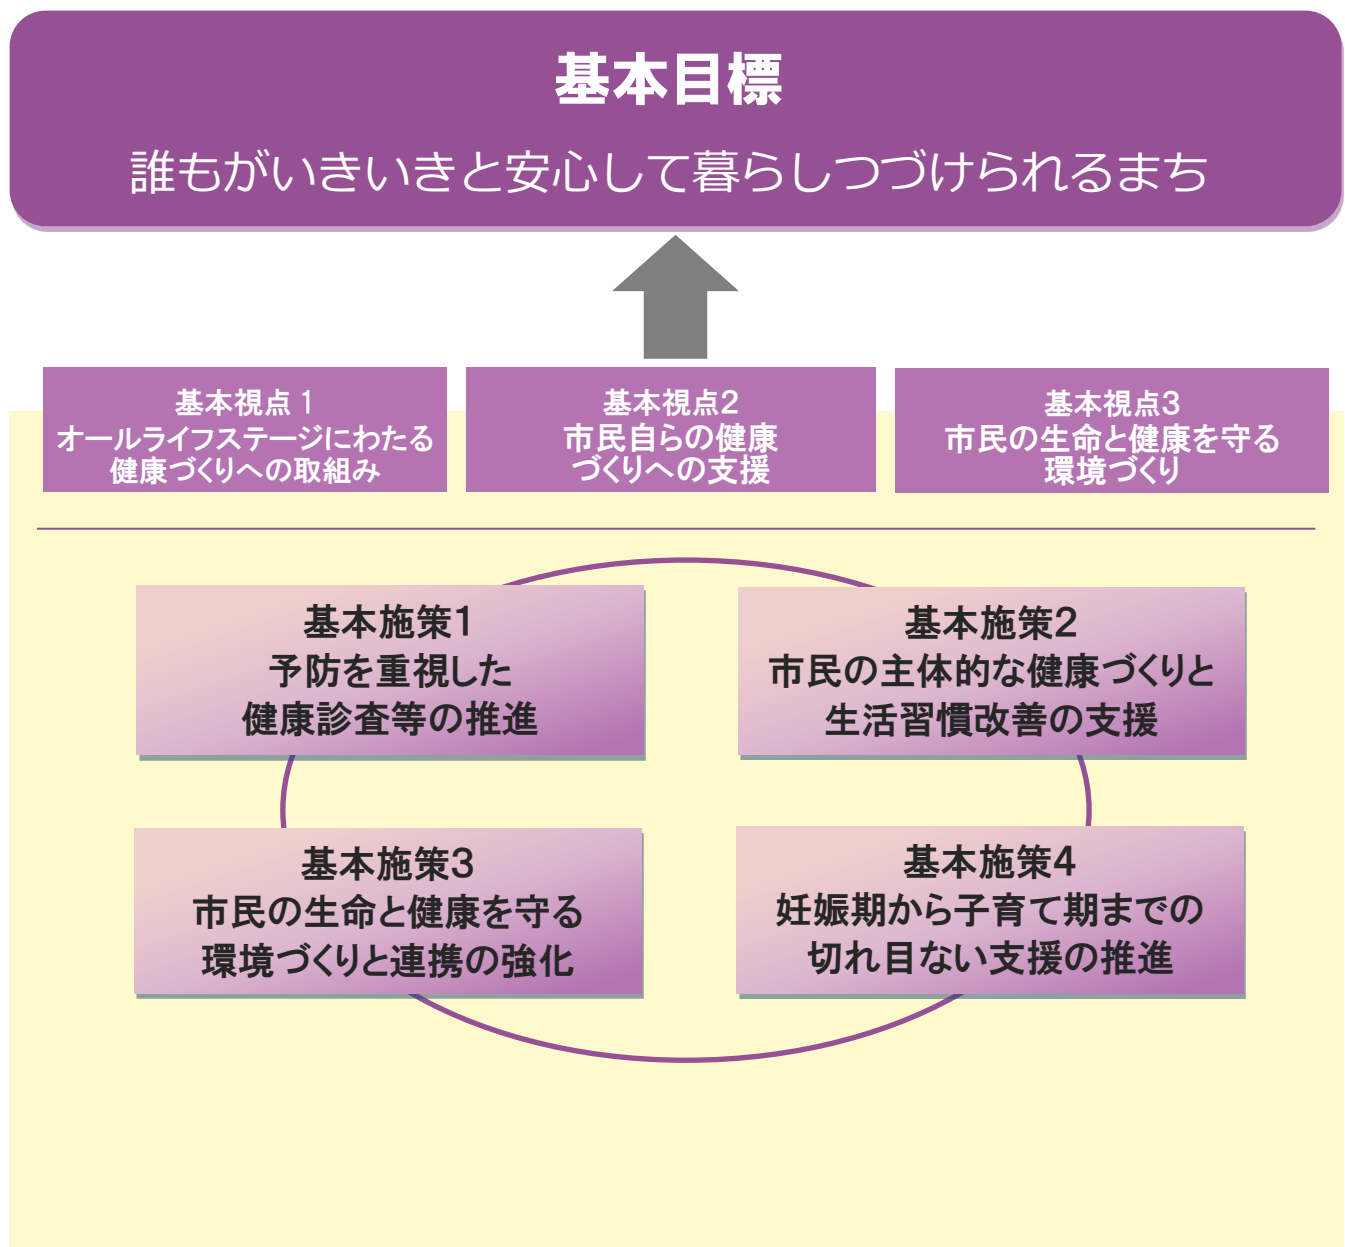 基本目標
誰もがいきいきと安心して暮らしつづけられるまち
基本視点1
オールライフステージにわたる
健康づくりへの取組み
基本視点2
市民自らの健康
づくりへの支援
基本視点3
市民の生命と健康を守る
環境づくり
基本施策1
予防を重視した
健康診査等の推進
基本施策2
市民の主体的な健康づくりと
生活習慣改善の支援
基本施策3
市民の生命と健康を守る
環境づくりと連携の強化
基本施策4
妊娠期から子育て期までの
切れ目ない支援の推進